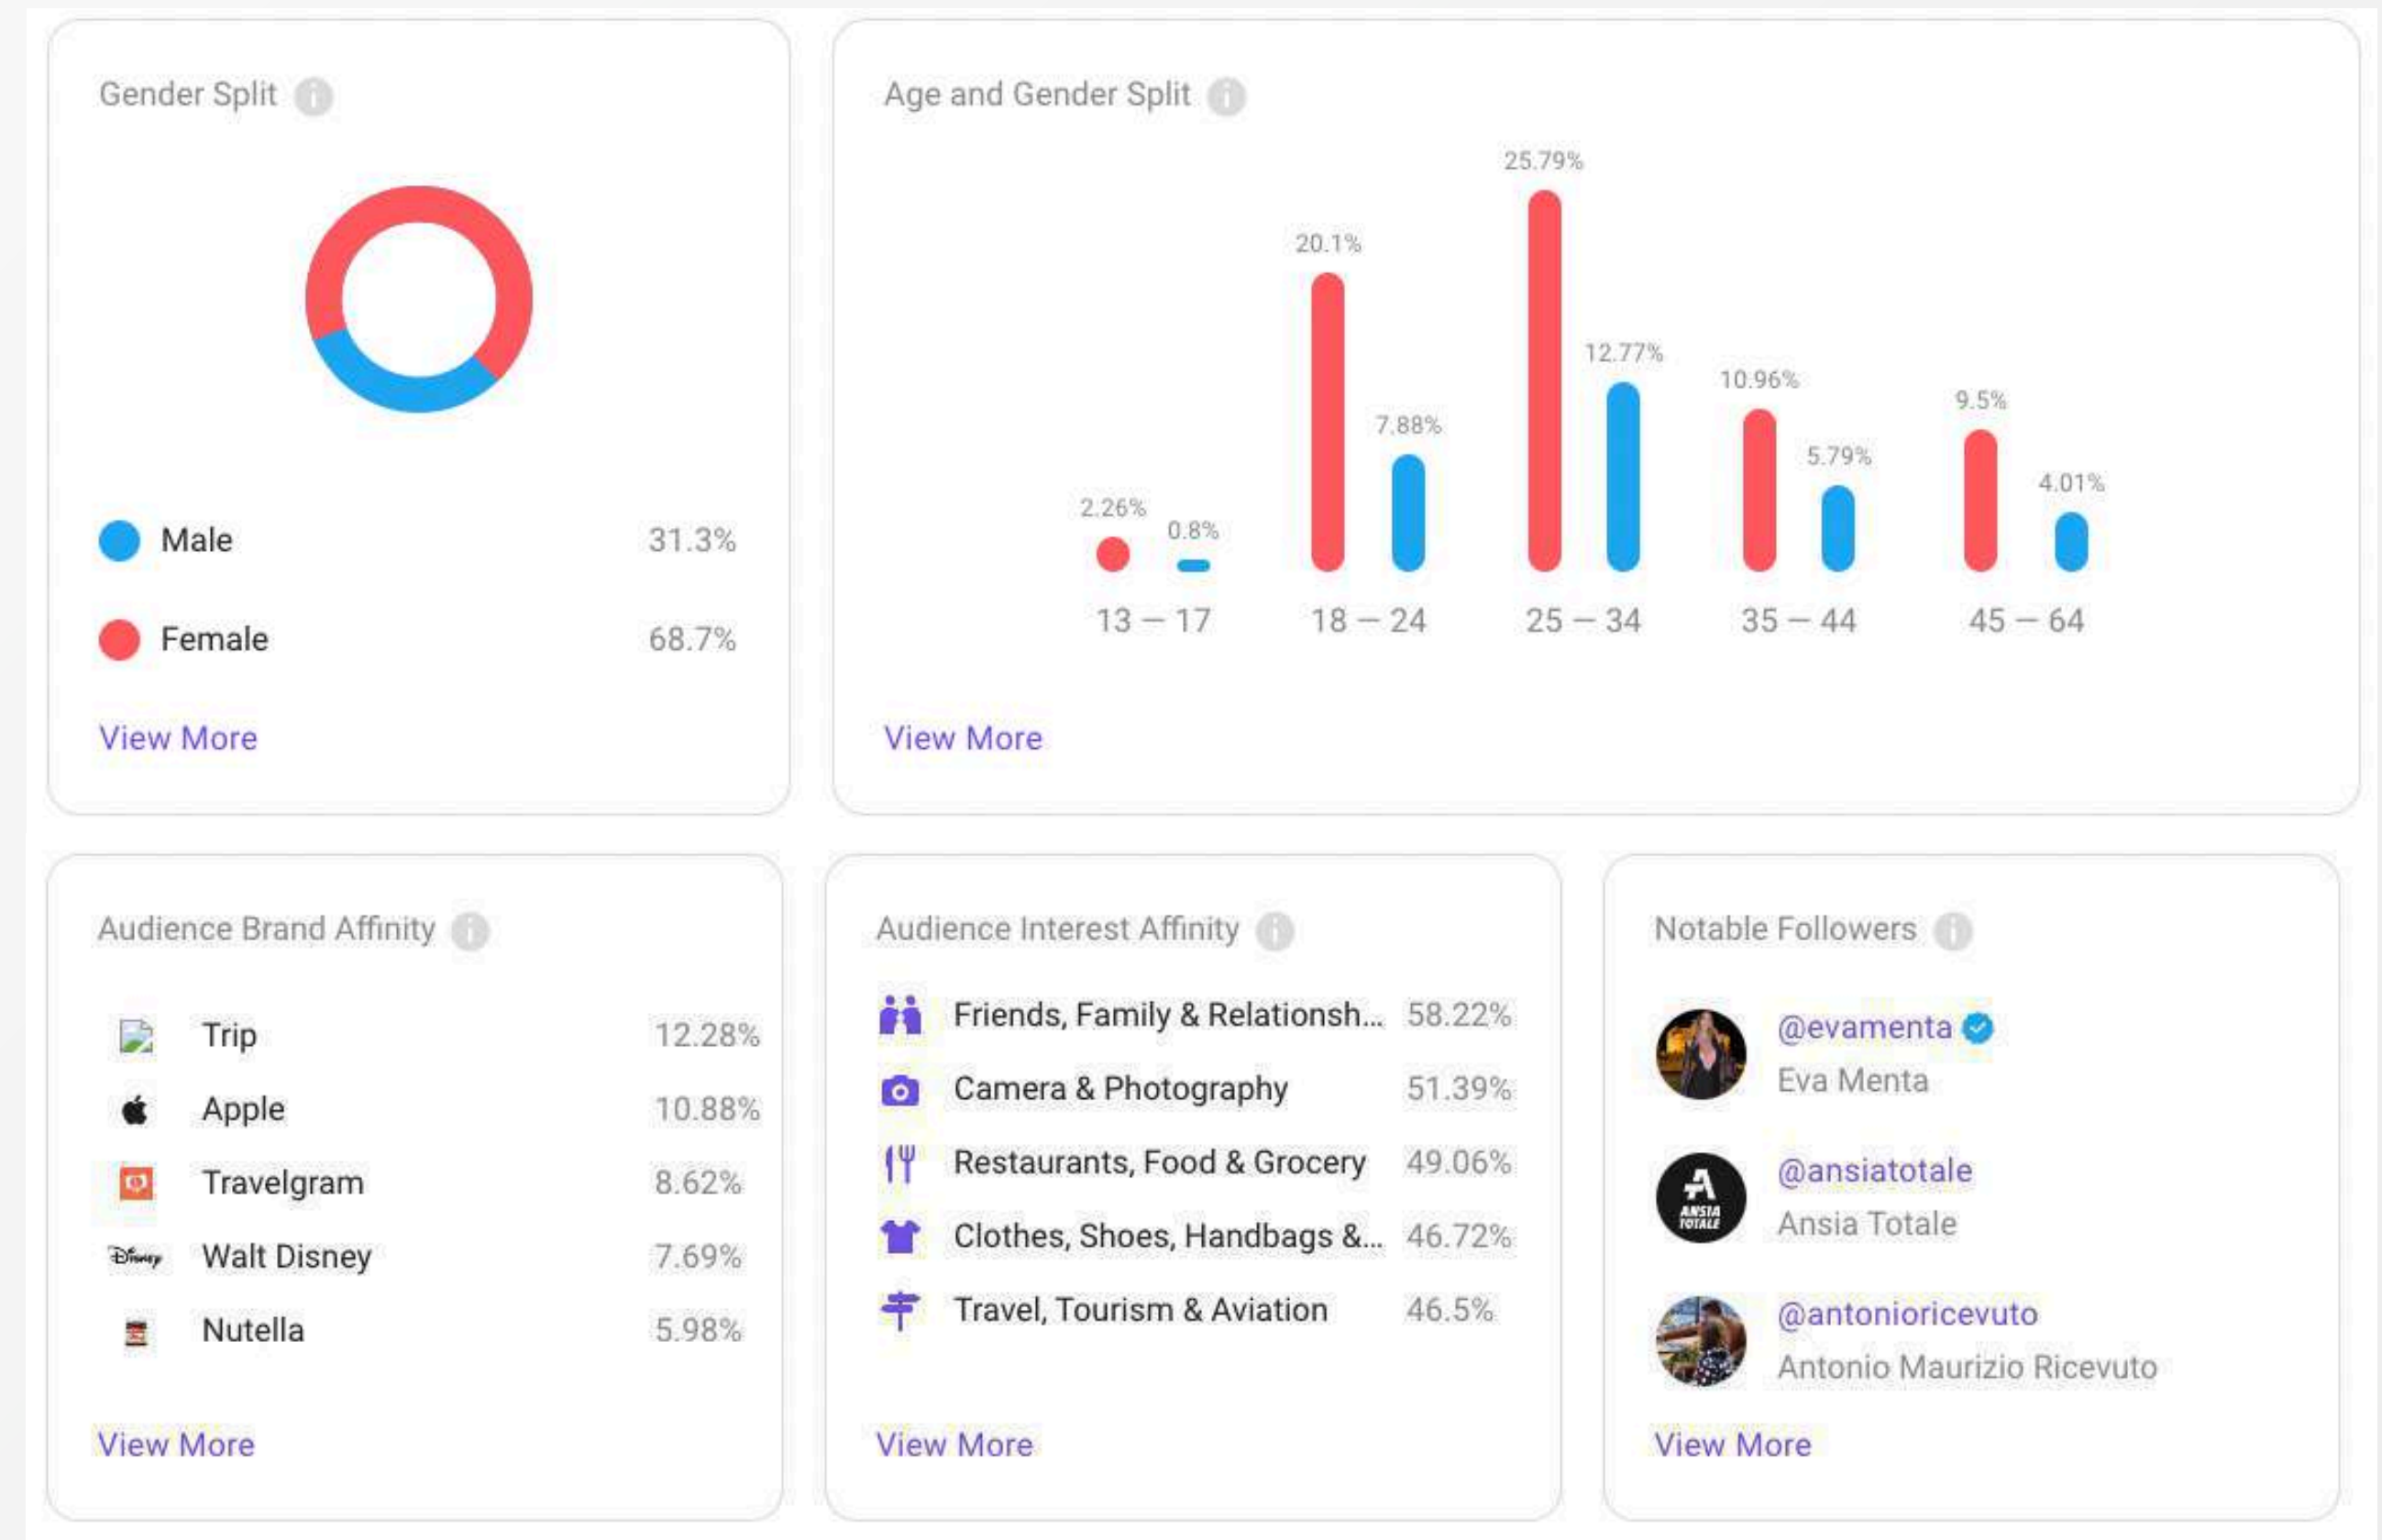 Gender Split
Male 31.3%
Female 68.7%
View More
Age and Gender Split
25.79%
20.1%
12.77%
10.96%
9.5%
7.88%
5.79%
4.01%
2.26%
0.8%
13 — 17 18 — 24 25 — 34 35 — 44 45 — 64
View More
Audience Brand Affinity
Trip 12.28%
Apple 10.88%
Travelgram 8.62%
Disney Walt Disney 7.69%
Nutella 5.98%
View More
Audience Interest Affinity
Friends, Family & Relationsh... 58.22%
Camera & Photography 51.39%
Restaurants, Food & Grocery 49.06%
Clothes, Shoes, Handbags &... 46.72%
Travel, Tourism & Aviation 46.5%
View More
Notable Followers
@evamenta
Eva Menta
@ansiatotale
ANSIA
TOTALE
Ansia Totale
@antonioricevuto
Antonio Maurizio Ricevuto
View More